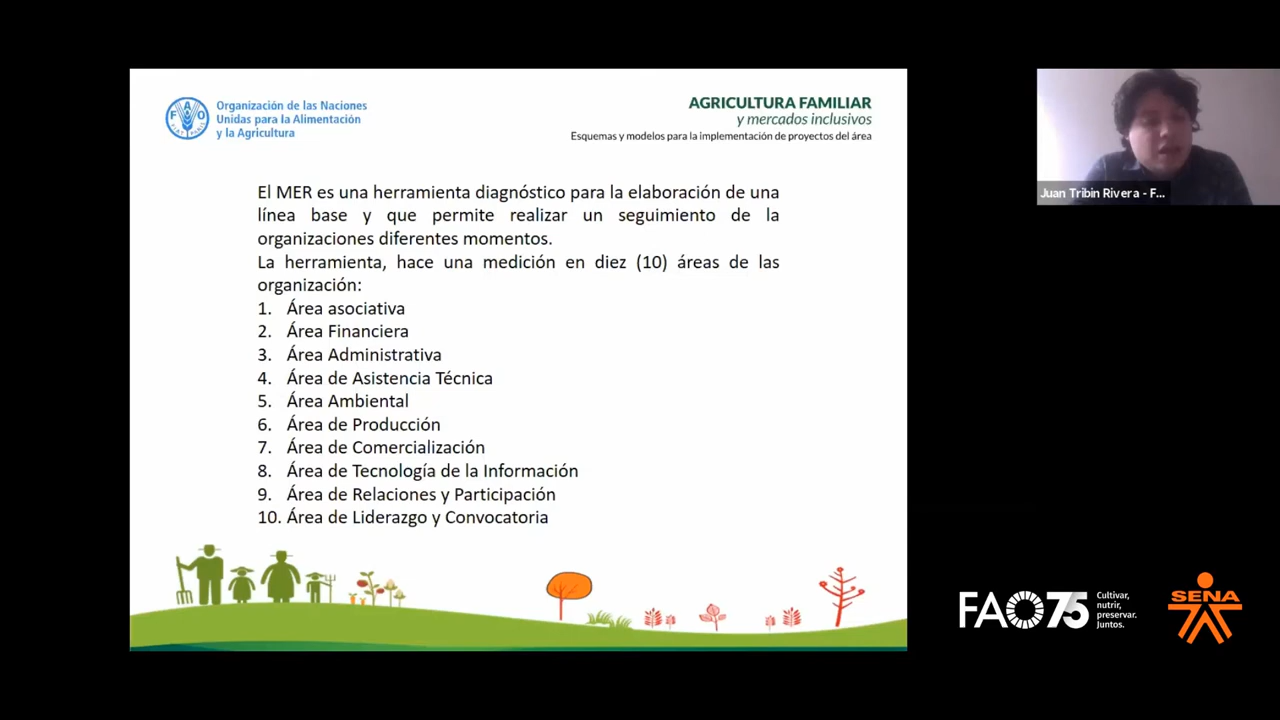 Organización de las Naciones
Unidas para la Alimentación
y la Agricultura
FAO
FIAT PANIS
AGRICULTURA FAMILIAR
y mercados inclusivos
Esquemas y modelos para la implementación de proyectos del área
El MER es una herramienta diagnóstico para la elaboración de una
línea base y que permite realizar un seguimiento de la
organizaciones diferentes momentos.
La herramienta, hace una medición en diez (10) áreas de las
organización:
1. Área asociativa
2. Área Financiera
3. Área Administrativa
4. Área de Asistencia Técnica
5. Área Ambiental
6. Área de Producción
7. Área de Comercialización
8. Área de Tecnología de la Información
9. Área de Relaciones y Participación
10. Área de Liderazgo y Convocatoria
Juan Tribin Rivera - F...
FAO75
Cultivar,
nutrir,
preservar.
Juntos.
SENA